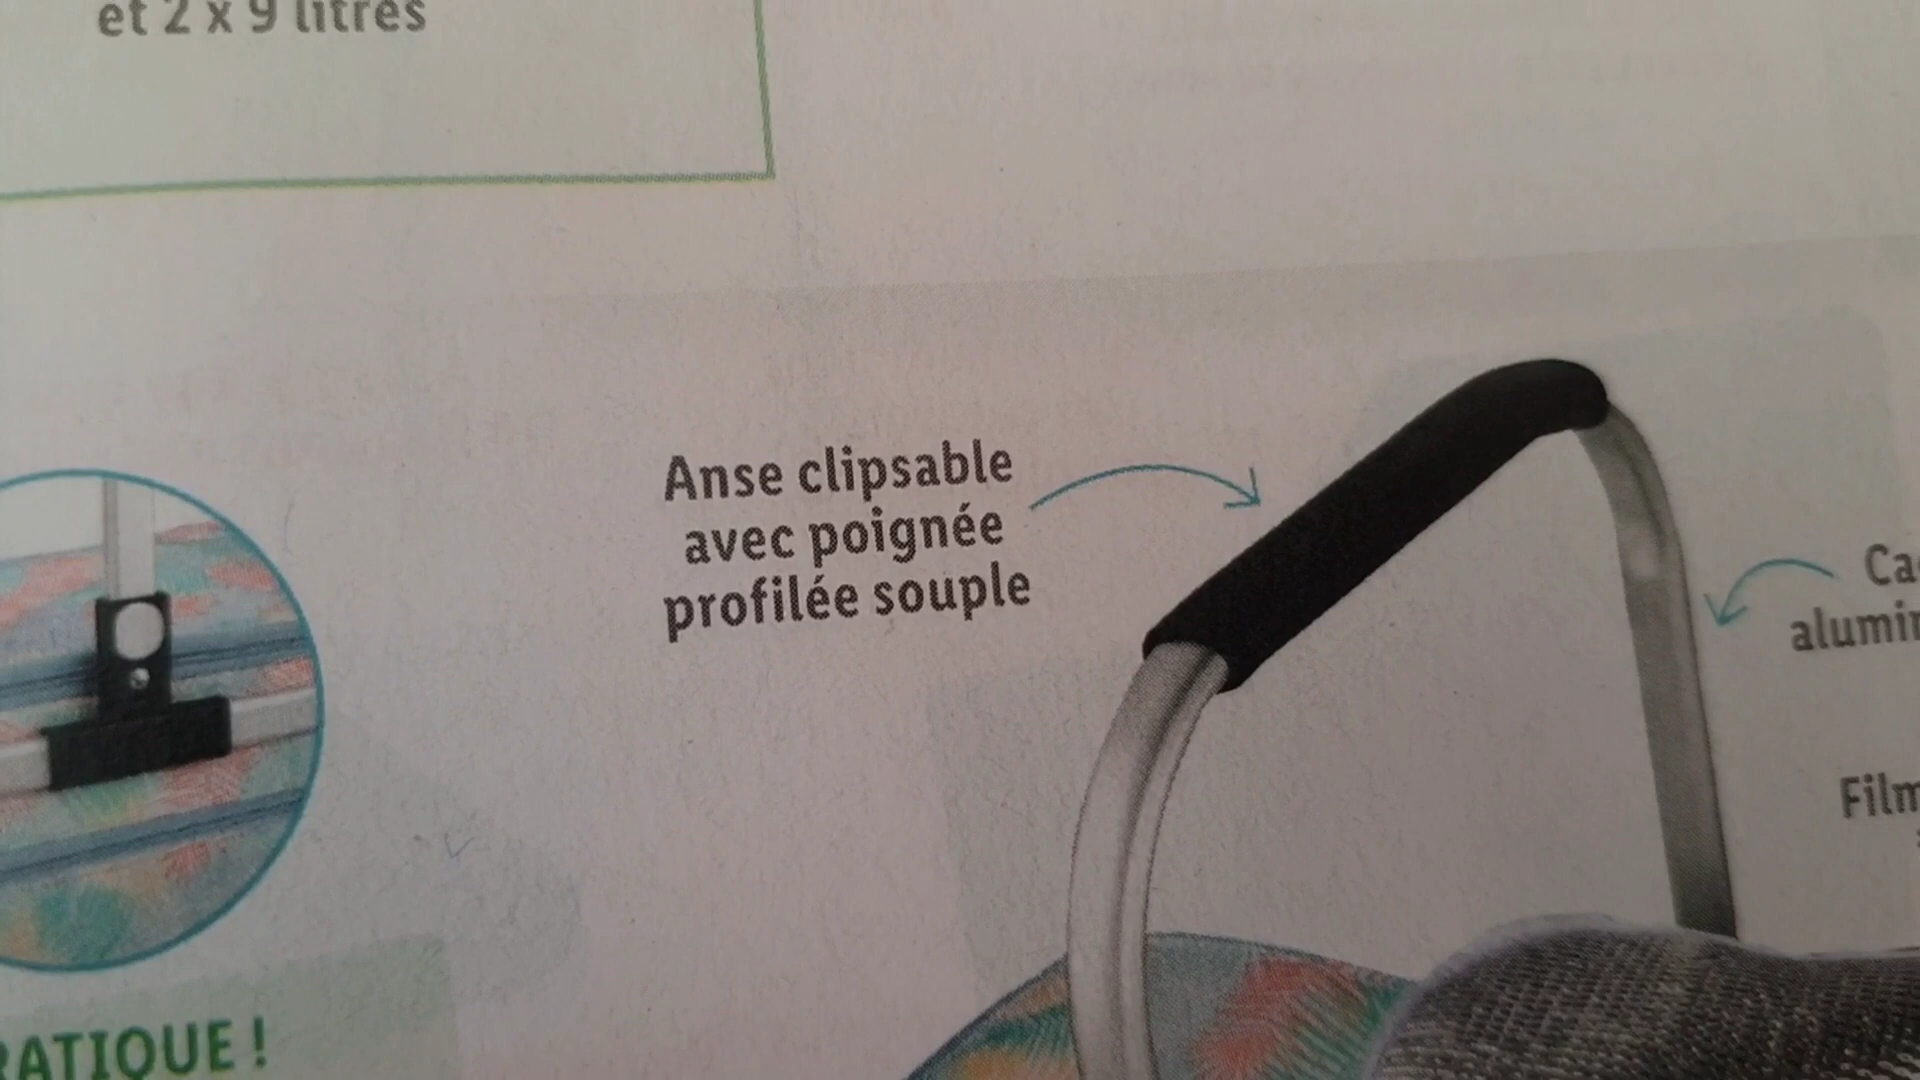 et 2 x 9 litres
Anse clipsable
avec poignée
profilée souple
RATIQUE !